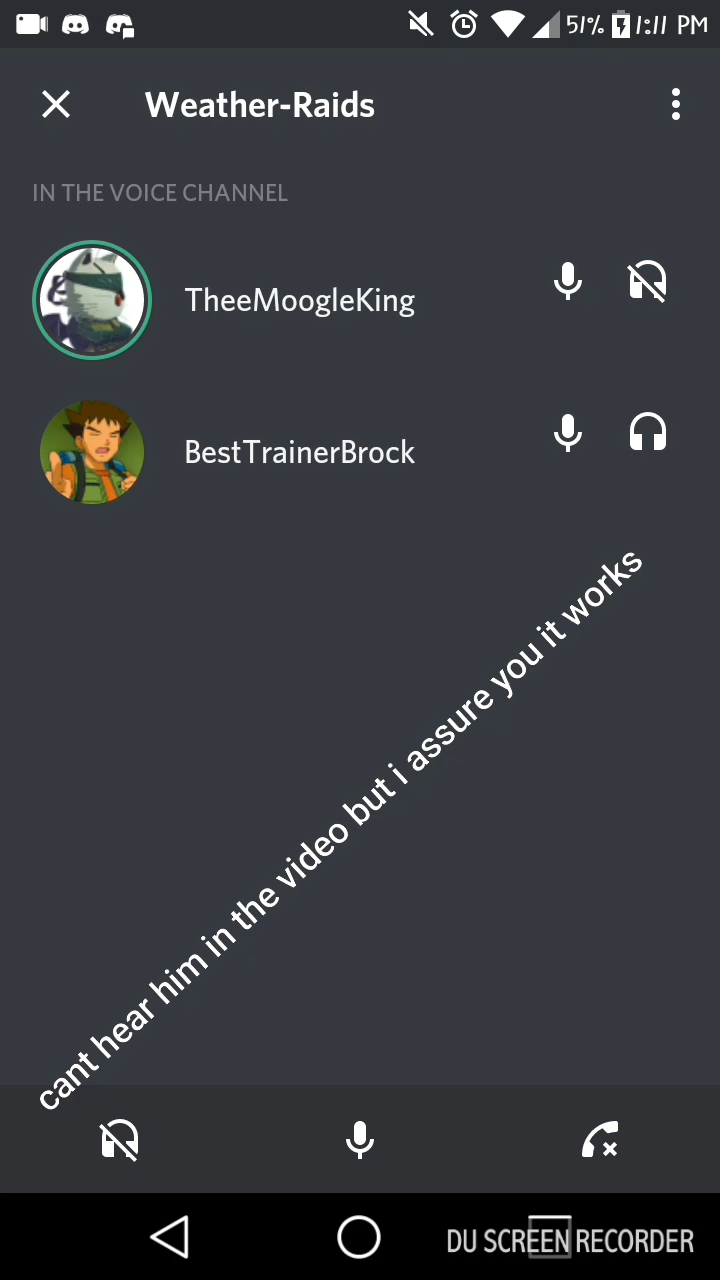 51% 1:11 PM
Weather-Raids
IN THE VOICE CHANNEL
TheeMoogleKing
BestTrainerBrock
cant hear him in the video but i assure you it works
DU SCREEN RECORDER